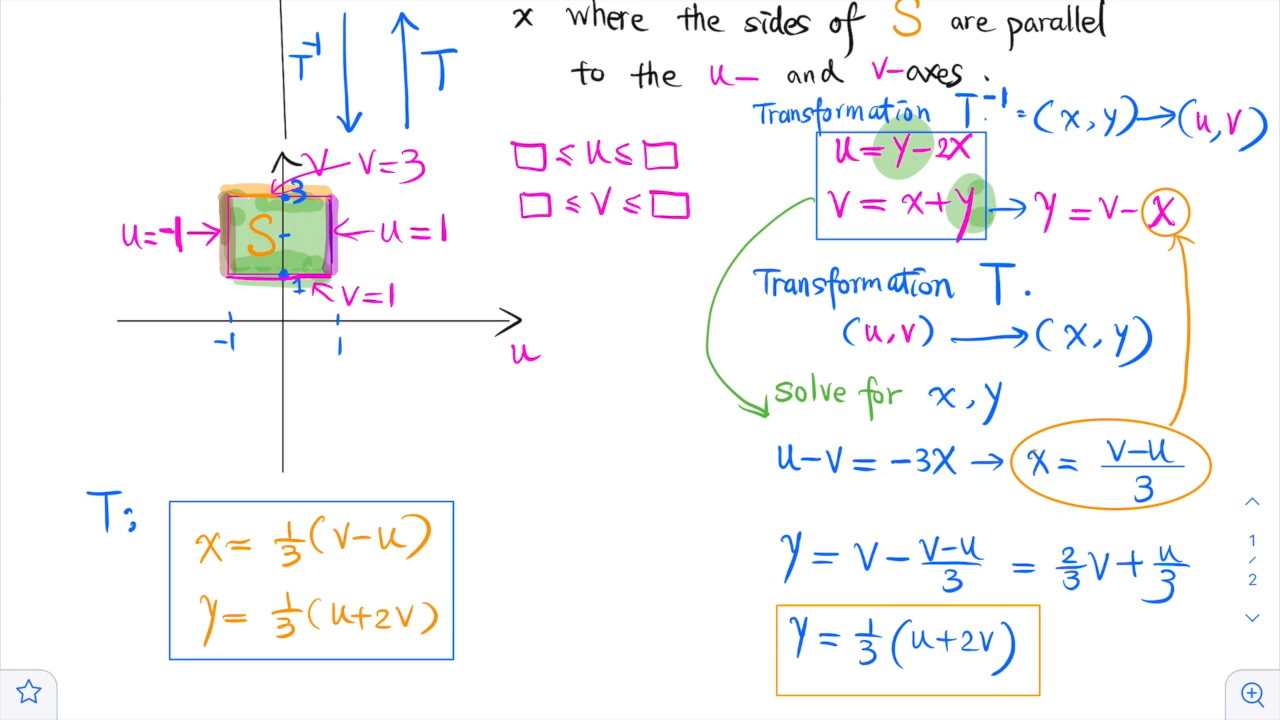 x where the sides of S are parallel
to the u- and v-axes.
T⁻¹
T
Transformation T⁻¹ = (x, y) → (u, v)
u = y - 2x
v = x + y → y = v - x
□ ≤ u ≤ □
□ ≤ v ≤ □
v
v = 3
3
u = -1
S
u = 1
1
v = 1
-1
1
u
Transformation T.
(u, v) → (x, y)
solve for x, y
u - v = -3x → x = (v-u)/3
y = v - (v-u)/3 = 2/3 v + u/3
y = 1/3 (u + 2v)
T:
x = 1/3 (v - u)
y = 1/3 (u + 2v)
1
/
2